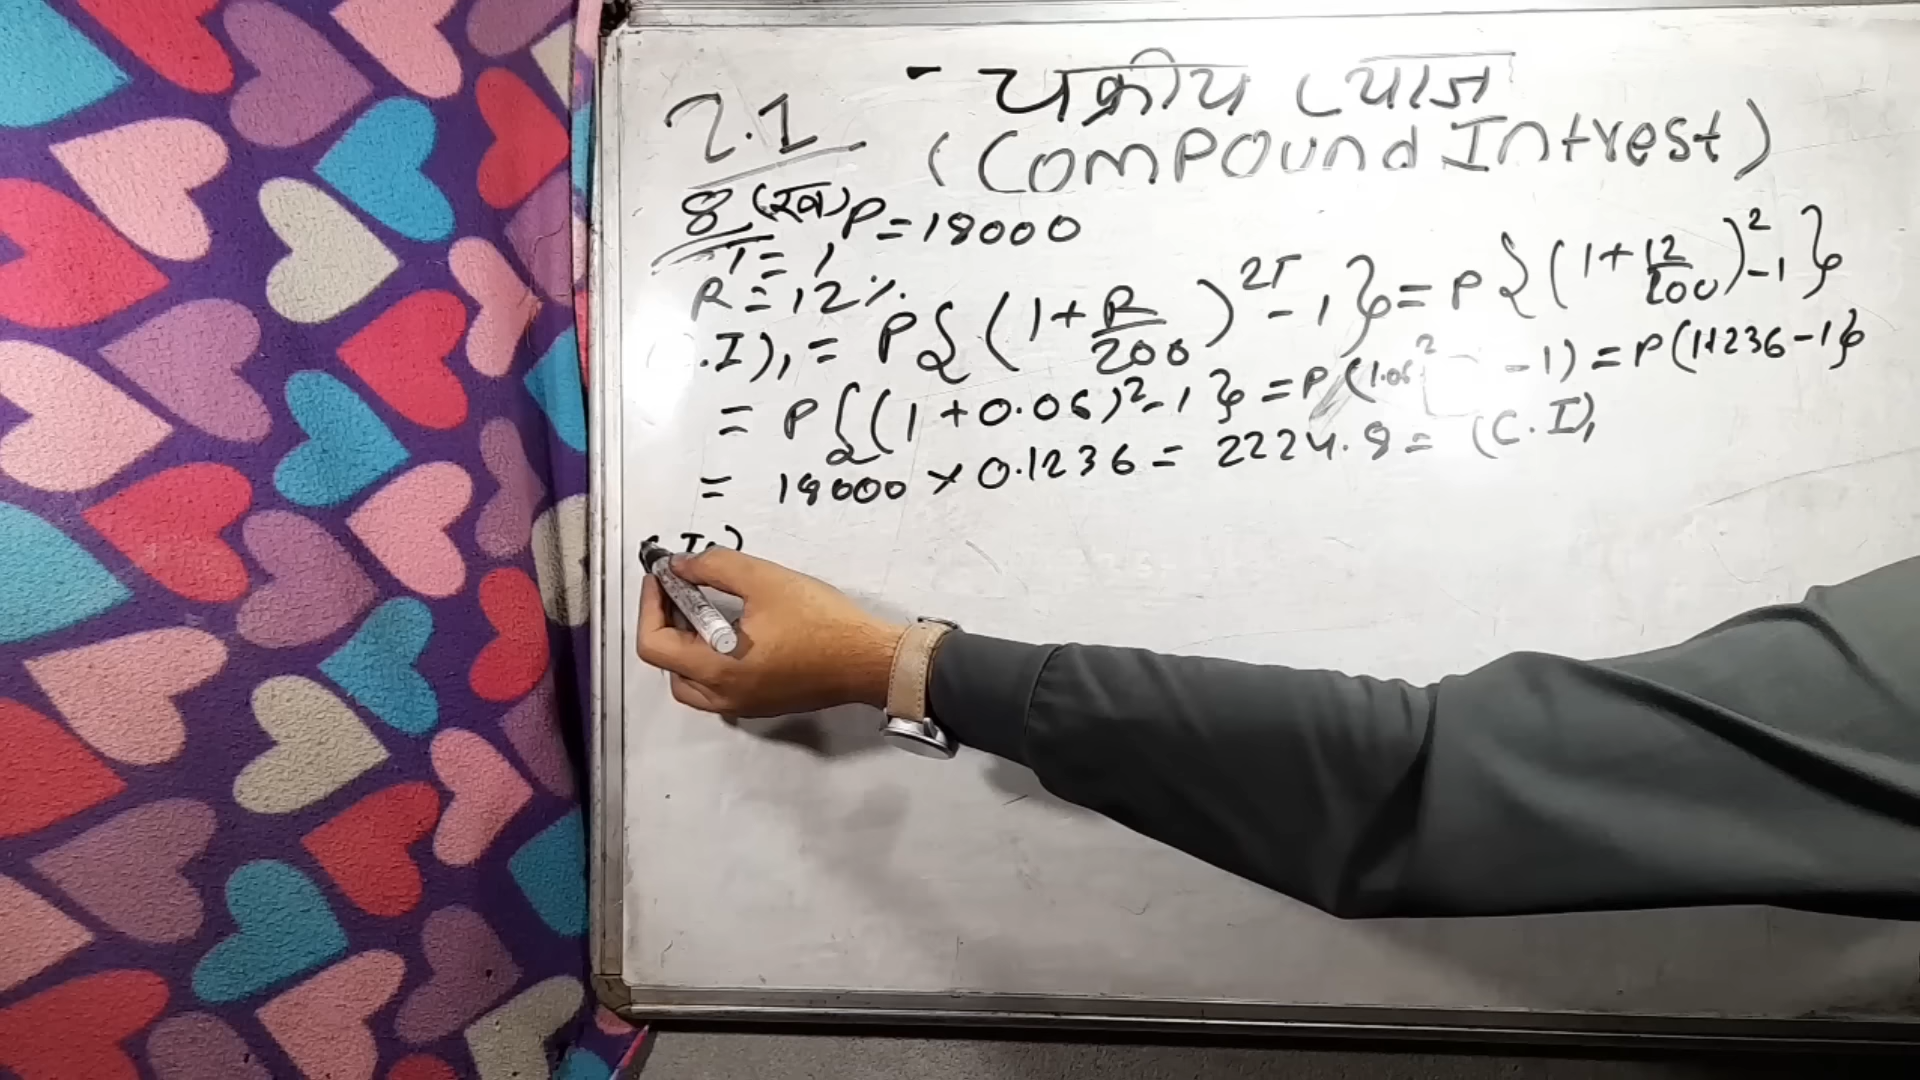 2.1 - चक्रीय ब्याज
(Compound Intrest)
8 (ख) P = 18000
T = 1
R = 12%
.I)₁ = P{(1+R/200)^2T - 1} = P{(1+12/200)^2 - 1}
= P{(1+0.06)^2 - 1} = P(1.06^2 - 1) = P(1.1236 - 1}
= 18000 × 0.1236 = 2224.8 = (C.I)₁